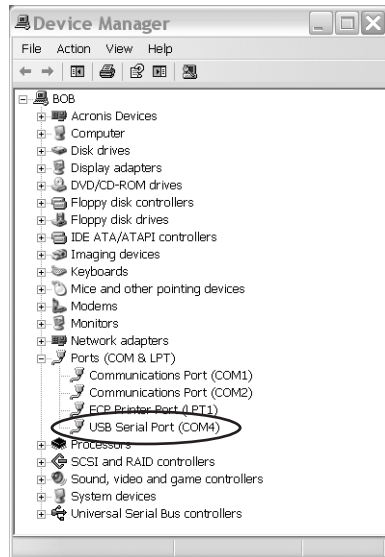 Device Manager
File Action View Help
BOB
Acronis Devices
Computer
Disk drives
Display adapters
DVD/CD-ROM drives
Floppy disk controllers
Floppy disk drives
IDE ATA/ATAPI controllers
Imaging devices
Keyboards
Mice and other pointing devices
Modems
Monitors
Network adapters
Ports (COM & LPT)
Communications Port (COM1)
Communications Port (COM2)
ECP Printer Port (LPT1)
USB Serial Port (COM4)
Processors
SCSI and RAID controllers
Sound, video and game controllers
System devices
Universal Serial Bus controllers